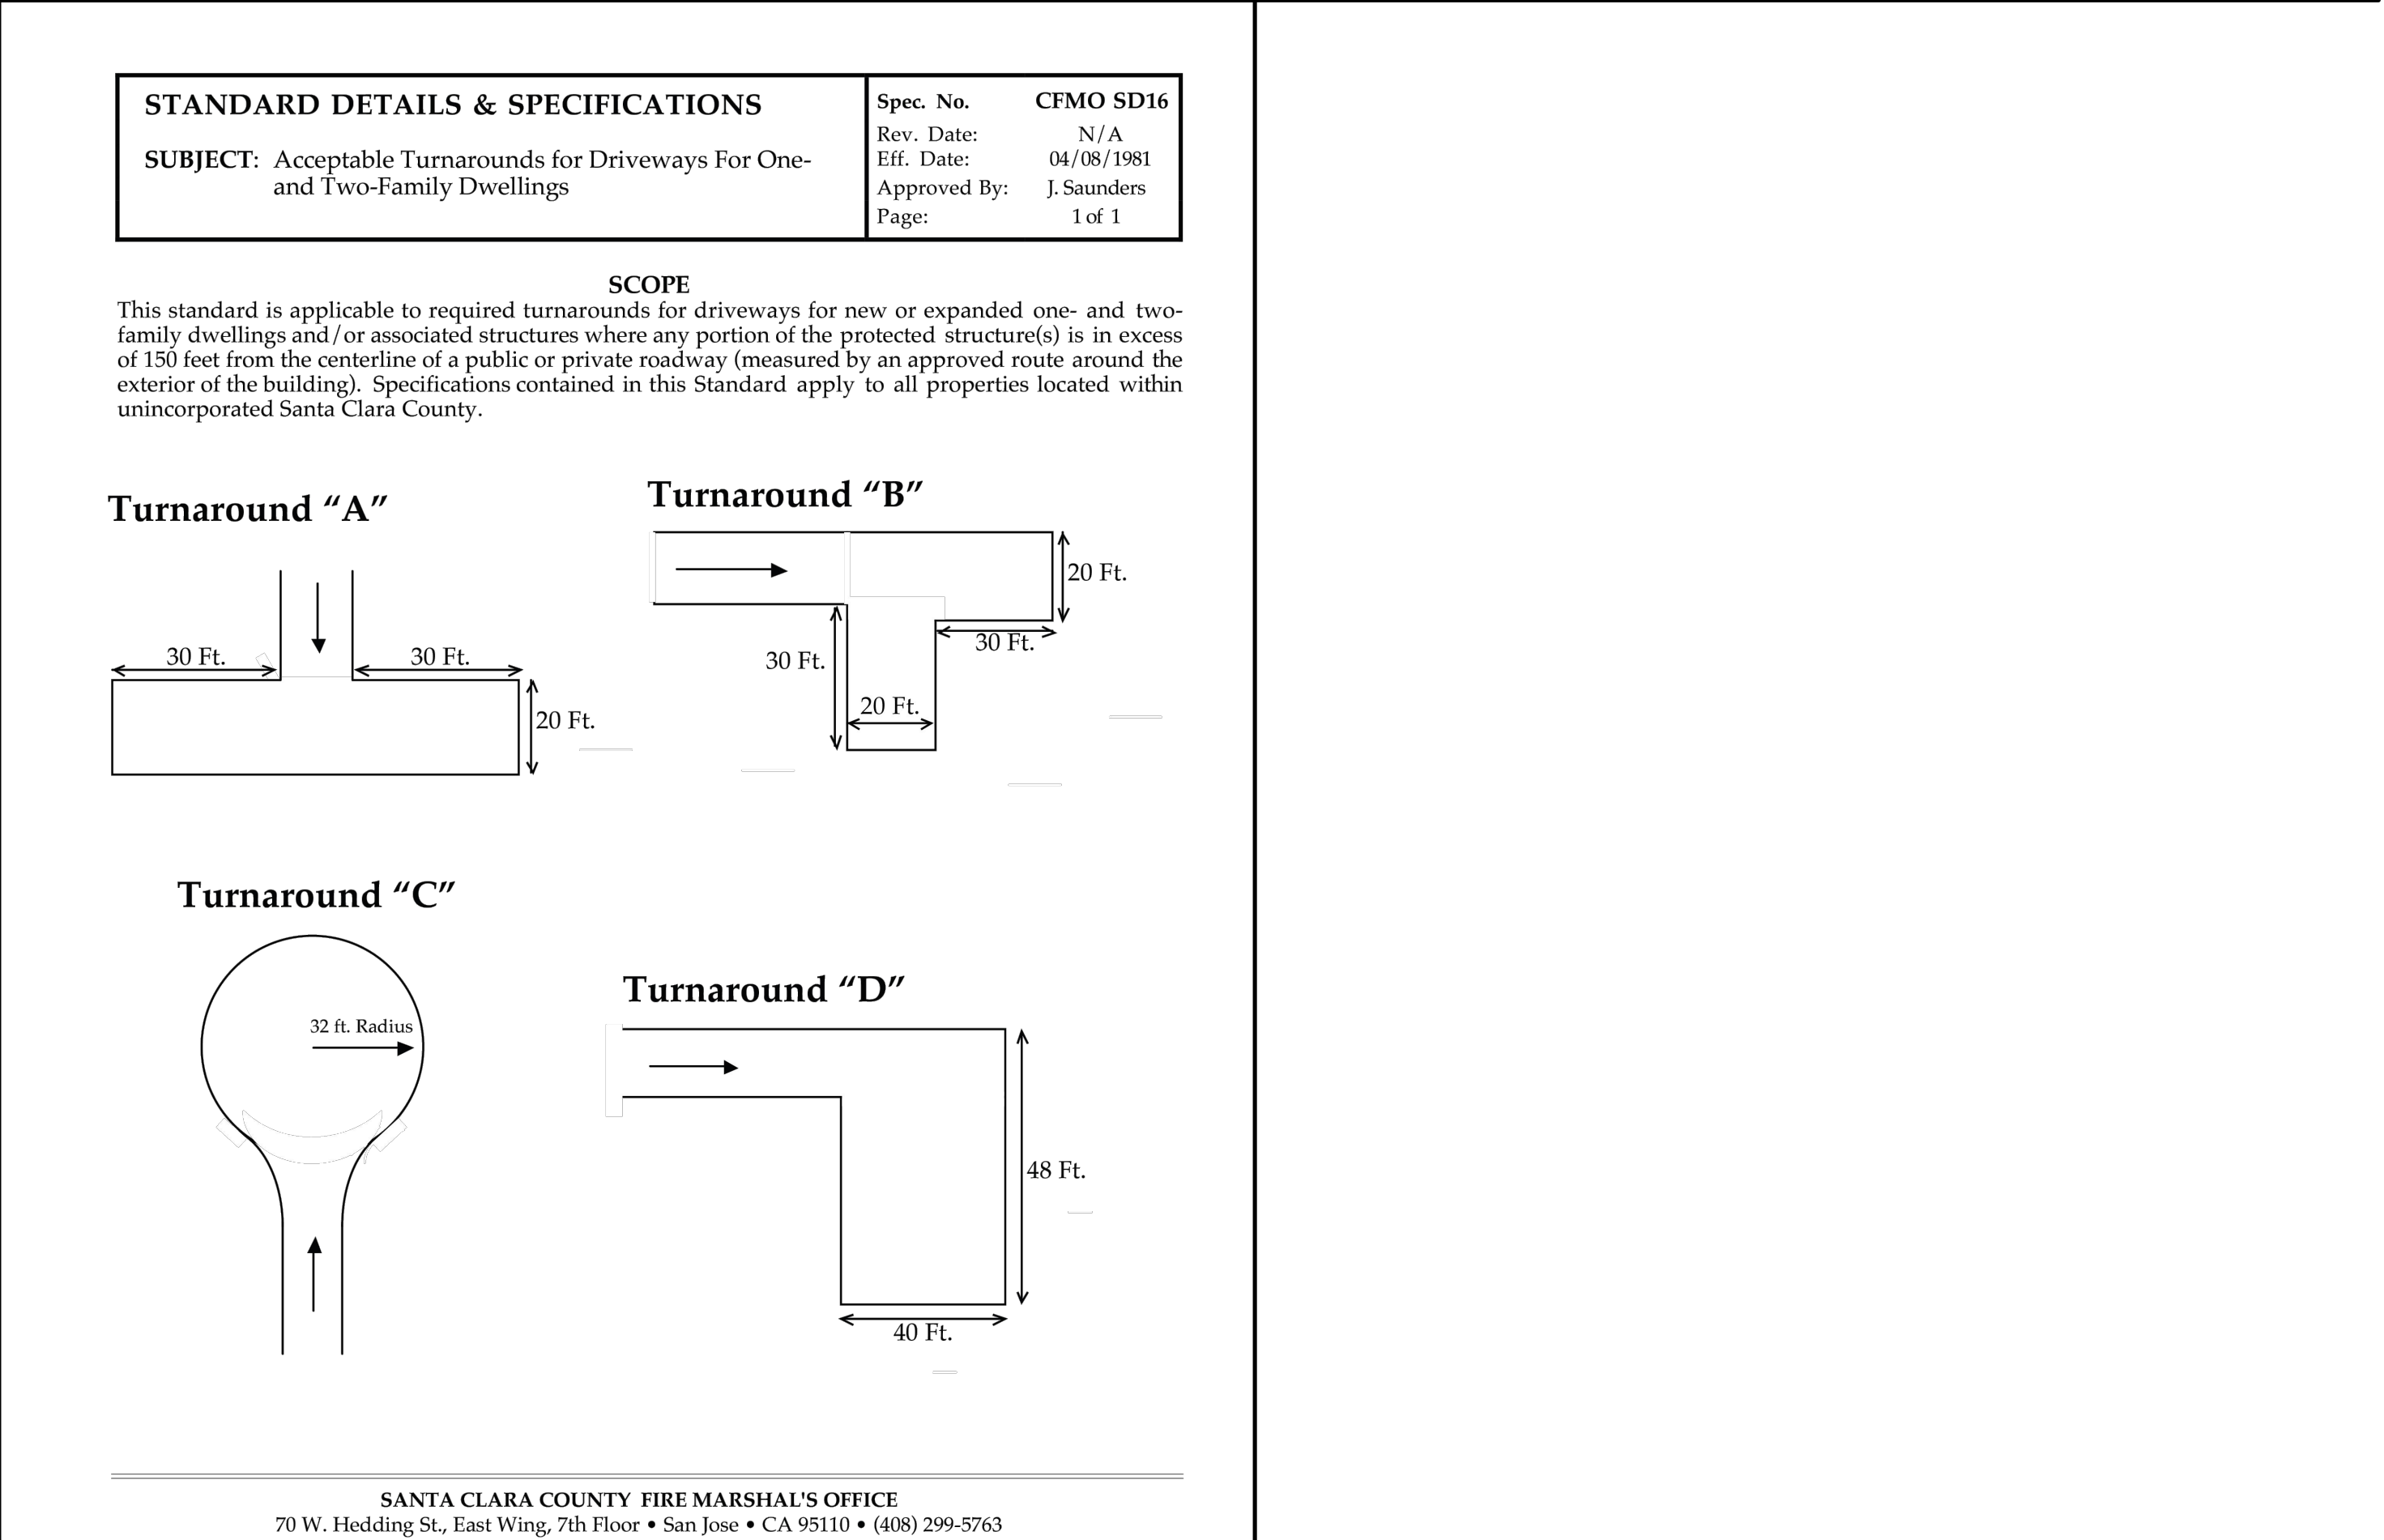 STANDARD DETAILS & SPECIFICATIONS
SUBJECT: Acceptable Turnarounds for Driveways For One-
and Two-Family Dwellings
Spec. No. CFMO SD16
Rev. Date: N/A
Eff. Date: 04/08/1981
Approved By: J. Saunders
Page: 1 of 1
SCOPE
This standard is applicable to required turnarounds for driveways for new or expanded one- and two-
family dwellings and/or associated structures where any portion of the protected structure(s) is in excess
of 150 feet from the centerline of a public or private roadway (measured by an approved route around the
exterior of the building). Specifications contained in this Standard apply to all properties located within
unincorporated Santa Clara County.
Turnaround “A”
30 Ft.
30 Ft.
20 Ft.
Turnaround “B”
20 Ft.
30 Ft.
30 Ft.
20 Ft.
Turnaround “C”
32 ft. Radius
Turnaround “D”
48 Ft.
40 Ft.
SANTA CLARA COUNTY FIRE MARSHAL'S OFFICE
70 W. Hedding St., East Wing, 7th Floor • San Jose • CA 95110 • (408) 299-5763